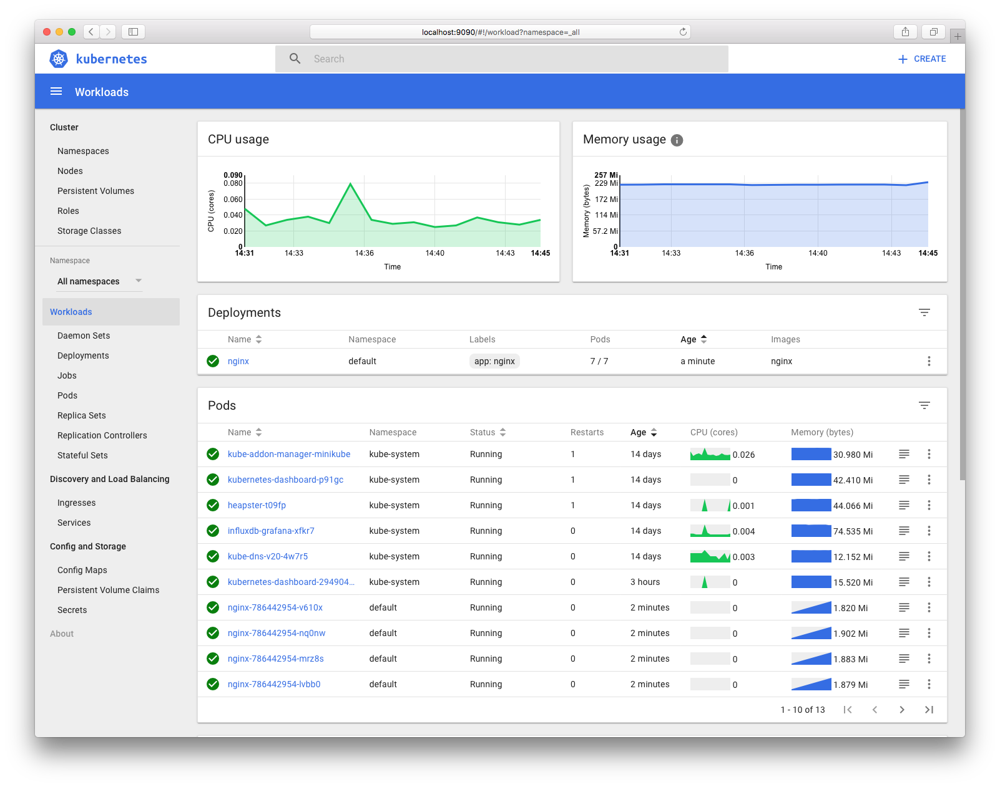 localhost:9090/#!/workload?namespace=_all
kubernetes
Search
CREATE
Workloads
Cluster
Namespaces
Nodes
Persistent Volumes
Roles
Storage Classes
Namespace
All namespaces
Workloads
Daemon Sets
Deployments
Jobs
Pods
Replica Sets
Replication Controllers
Stateful Sets
Discovery and Load Balancing
Ingresses
Services
Config and Storage
Config Maps
Persistent Volume Claims
Secrets
About
CPU usage
CPU (cores)
0.090
0.080
0.060
0.040
0.020
0
14:31 14:33 14:36 14:40 14:43 14:45
Time
Memory usage
Memory (bytes)
257 Mi
229 Mi
172 Mi
114 Mi
57.2 Mi
0
14:31 14:33 14:36 14:40 14:43 14:45
Time
Deployments
Name Namespace Labels Pods Age Images
nginx default app: nginx 7 / 7 a minute nginx
Pods
Name Namespace Status Restarts Age CPU (cores) Memory (bytes)
kube-addon-manager-minikube kube-system Running 1 14 days 0.026 30.980 Mi
kubernetes-dashboard-p91gc kube-system Running 1 14 days 0 42.410 Mi
heapster-t09fp kube-system Running 1 14 days 0.001 44.066 Mi
influxdb-grafana-xfkr7 kube-system Running 0 14 days 0.004 74.535 Mi
kube-dns-v20-4w7r5 kube-system Running 0 14 days 0.003 12.152 Mi
kubernetes-dashboard-294904... kube-system Running 0 3 hours 0 15.520 Mi
nginx-786442954-v610x default Running 0 2 minutes 0 1.820 Mi
nginx-786442954-nq0nw default Running 0 2 minutes 0 1.902 Mi
nginx-786442954-mrz8s default Running 0 2 minutes 0 1.883 Mi
nginx-786442954-lvbb0 default Running 0 2 minutes 0 1.879 Mi
1 - 10 of 13